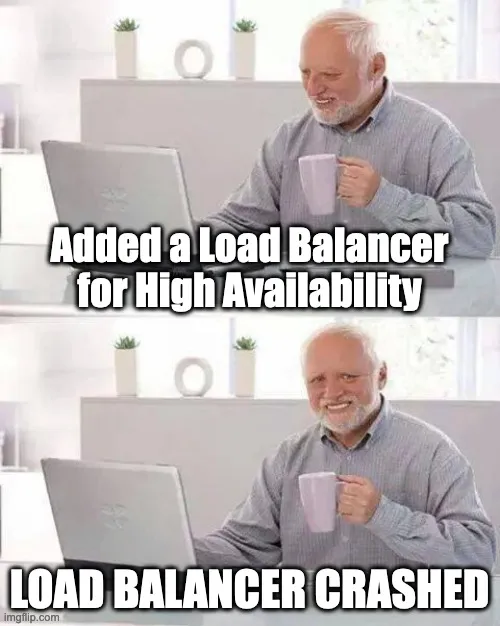 Added a Load Balancer
for High Availability
LOAD BALANCER CRASHED
imgflip.com